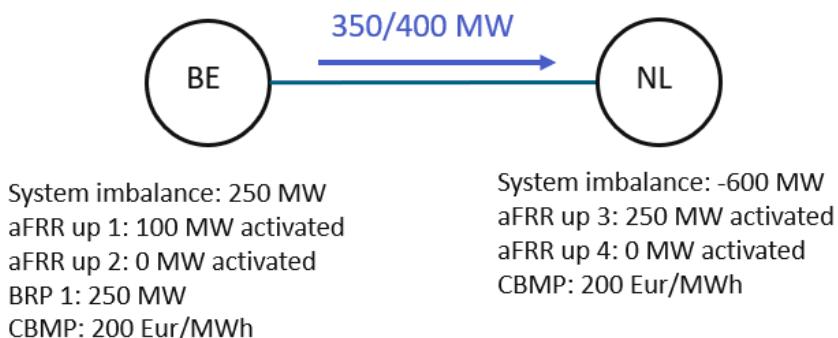 350/400 MW
BE
NL
System imbalance: 250 MW
aFRR up 1: 100 MW activated
aFRR up 2: 0 MW activated
BRP 1: 250 MW
CBMP: 200 Eur/MWh
System imbalance: -600 MW
aFRR up 3: 250 MW activated
aFRR up 4: 0 MW activated
CBMP: 200 Eur/MWh